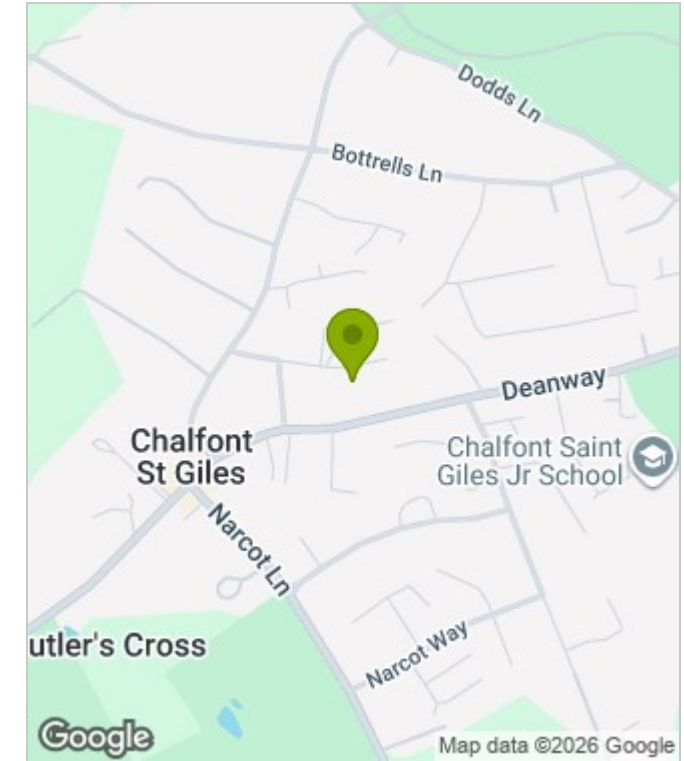 Dodds Ln
Bottrells Ln
Deanway
Chalfont
St Giles
Chalfont Saint
Giles Jr School
Narcot Ln
utler's Cross
Narcot Way
Google
Map data ©2026 Google